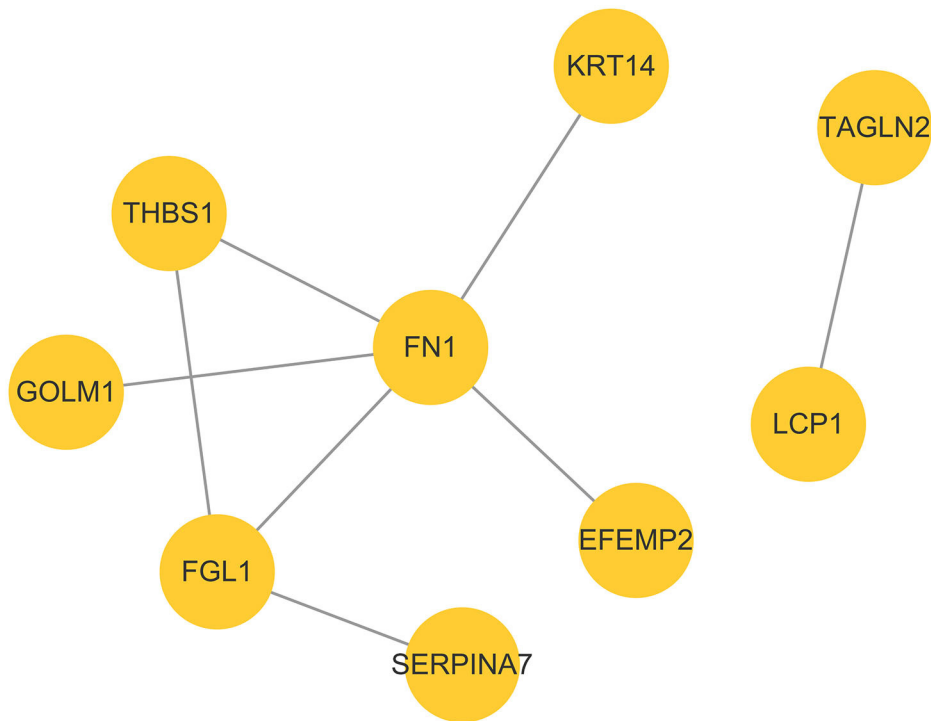 KRT14
TAGLN2
THBS1
FN1
GOLM1
LCP1
EFEMP2
FGL1
SERPINA7